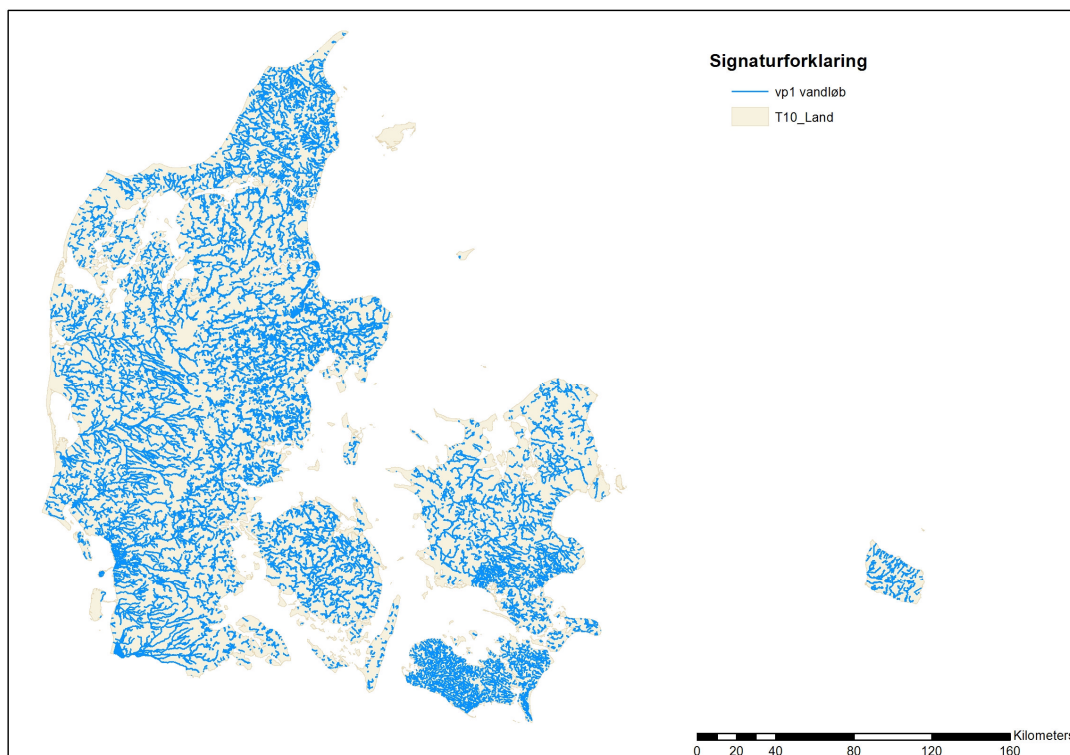 Signaturforklaring
vp1 vandløb
T10_Land
Kilometers
0 20 40 80 120 160